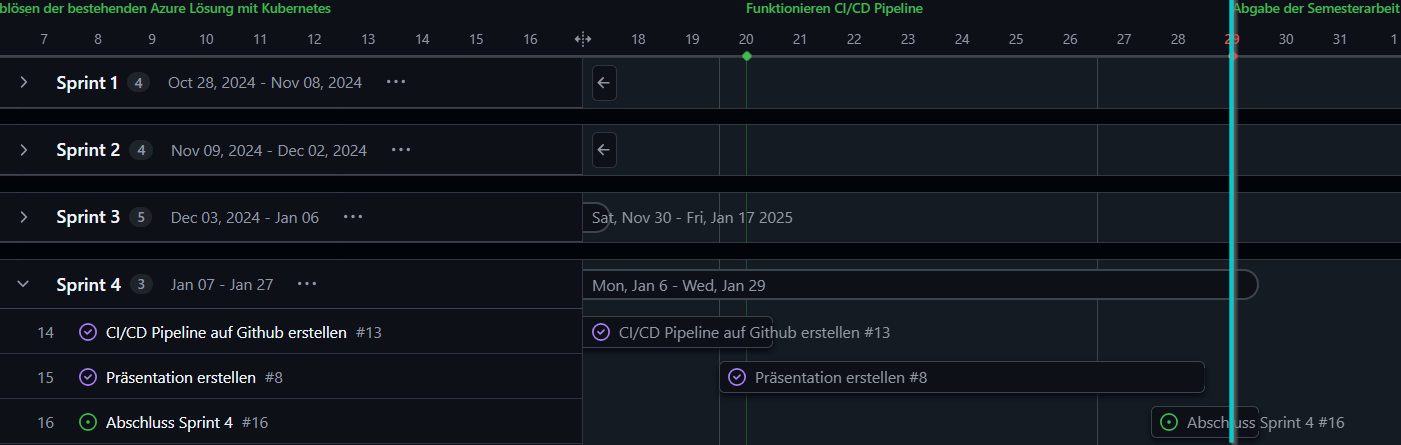 blösen der bestehenden Azure Lösung mit Kubernetes Funktionieren CI/CD Pipeline Abgabe der Semesterarbeit
7 8 9 10 11 12 13 14 15 16 18 19 20 21 22 23 24 25 26 27 28 29 30 31 1
Sprint 1 4 Oct 28, 2024 - Nov 08, 2024 ...
Sprint 2 4 Nov 09, 2024 - Dec 02, 2024 ...
Sprint 3 5 Dec 03, 2024 - Jan 06 ... Sat, Nov 30 - Fri, Jan 17 2025
Sprint 4 3 Jan 07 - Jan 27 ... Mon, Jan 6 - Wed, Jan 29
14 CI/CD Pipeline auf Github erstellen #13 CI/CD Pipeline auf Github erstellen #13
15 Präsentation erstellen #8 Präsentation erstellen #8
16 Abschluss Sprint 4 #16 Abschluss Sprint 4 #16